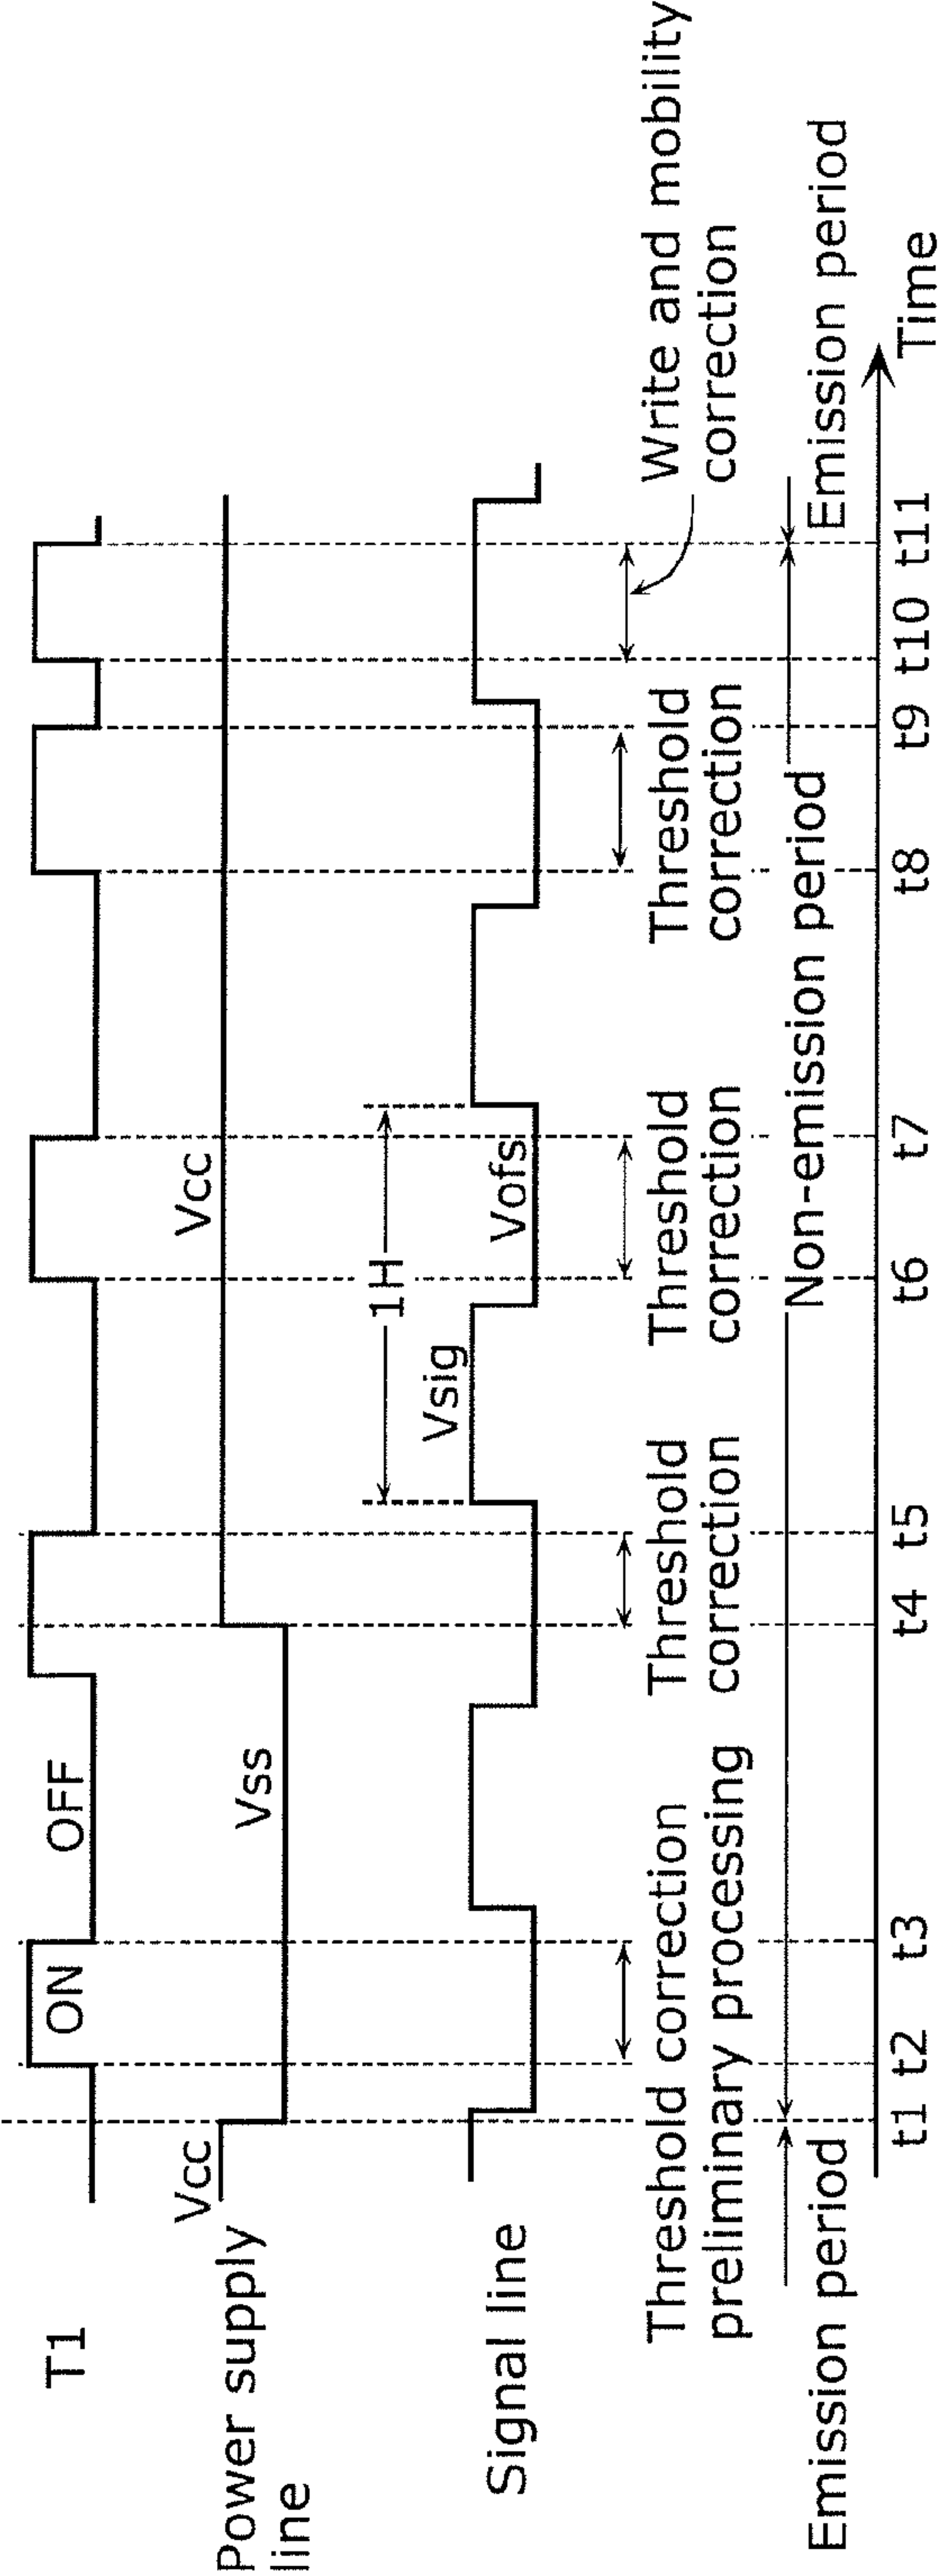 T1
ON
OFF
Power supply
line
Vcc
Vss
Vcc
1H
Signal line
Vsig
Vofs
Threshold correction
preliminary processing
Threshold
correction
Threshold
correction
Threshold
correction
Write and mobility
correction
Emission period
Non-emission period
Emission period
t1 t2 t3 t4 t5 t6 t7 t8 t9 t10 t11
Time